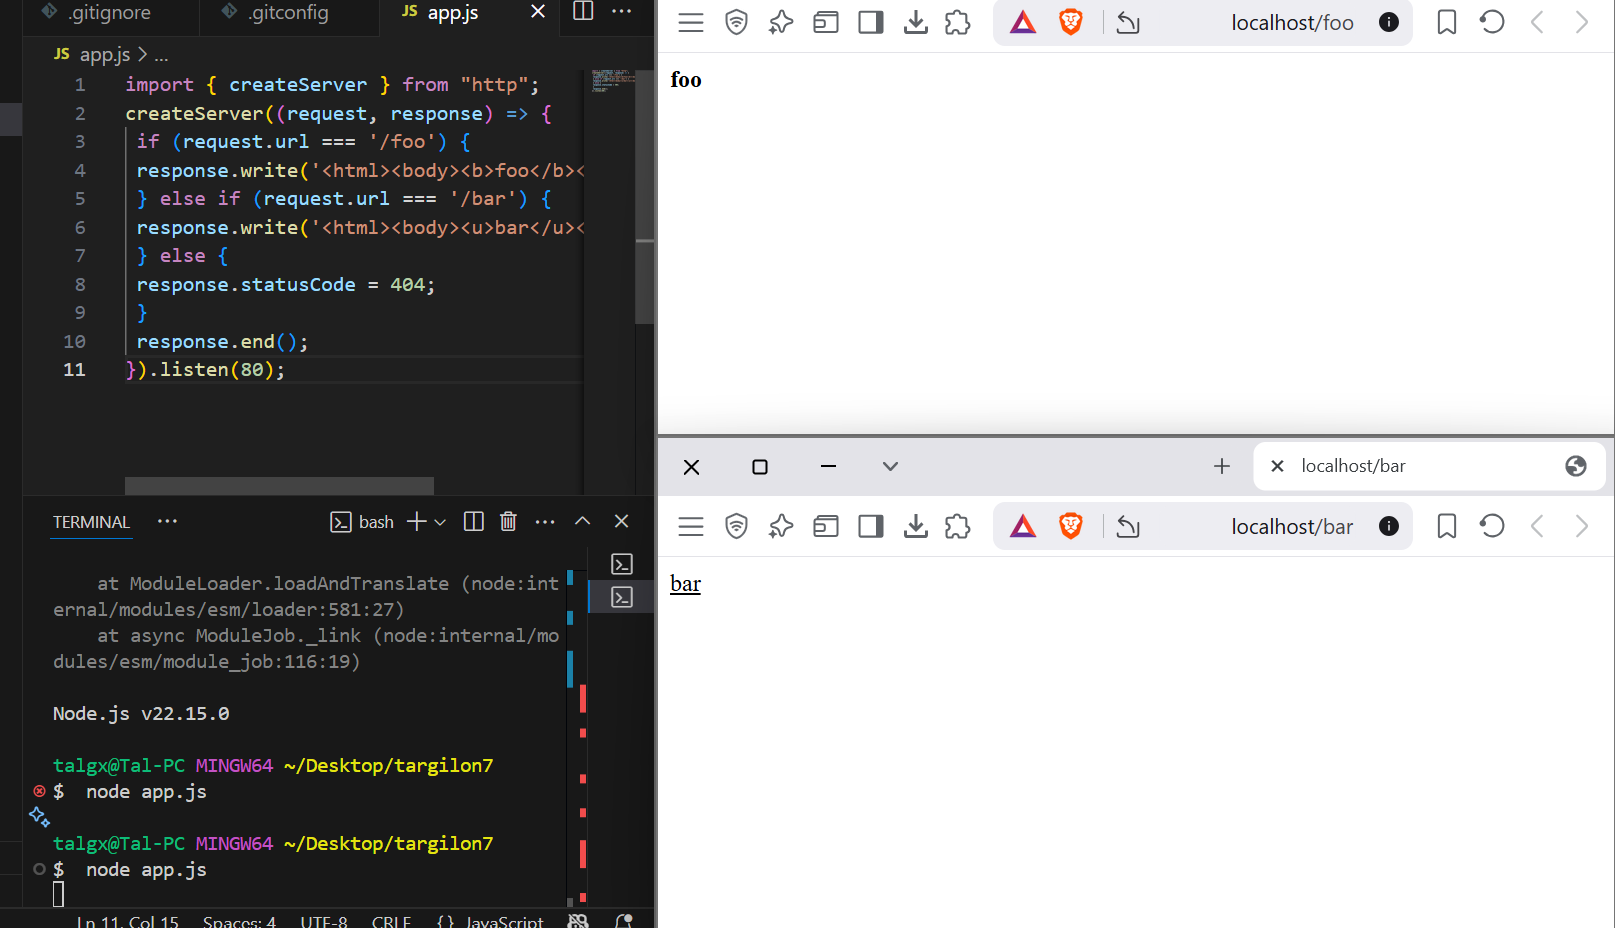 .gitignore
.gitconfig
JS app.js
JS app.js > ...
1 import { createServer } from "http";
2 createServer((request, response) => {
3 if (request.url === '/foo') {
4 response.write('<html><body><b>foo</b><
5 } else if (request.url === '/bar') {
6 response.write('<html><body><u>bar</u><
7 } else {
8 response.statusCode = 404;
9 }
10 response.end();
11 }).listen(80);
TERMINAL ...
bash
at ModuleLoader.loadAndTranslate (node:int
ernal/modules/esm/loader:581:27)
at async ModuleJob._link (node:internal/mo
dules/esm/module_job:116:19)
Node.js v22.15.0
talgx@Tal-PC MINGW64 ~/Desktop/targilon7
$ node app.js
talgx@Tal-PC MINGW64 ~/Desktop/targilon7
$ node app.js
Ln 11, Col 15 Spaces: 4 UTF-8 CRLF {} JavaScript
localhost/foo
foo
localhost/bar
localhost/bar
bar